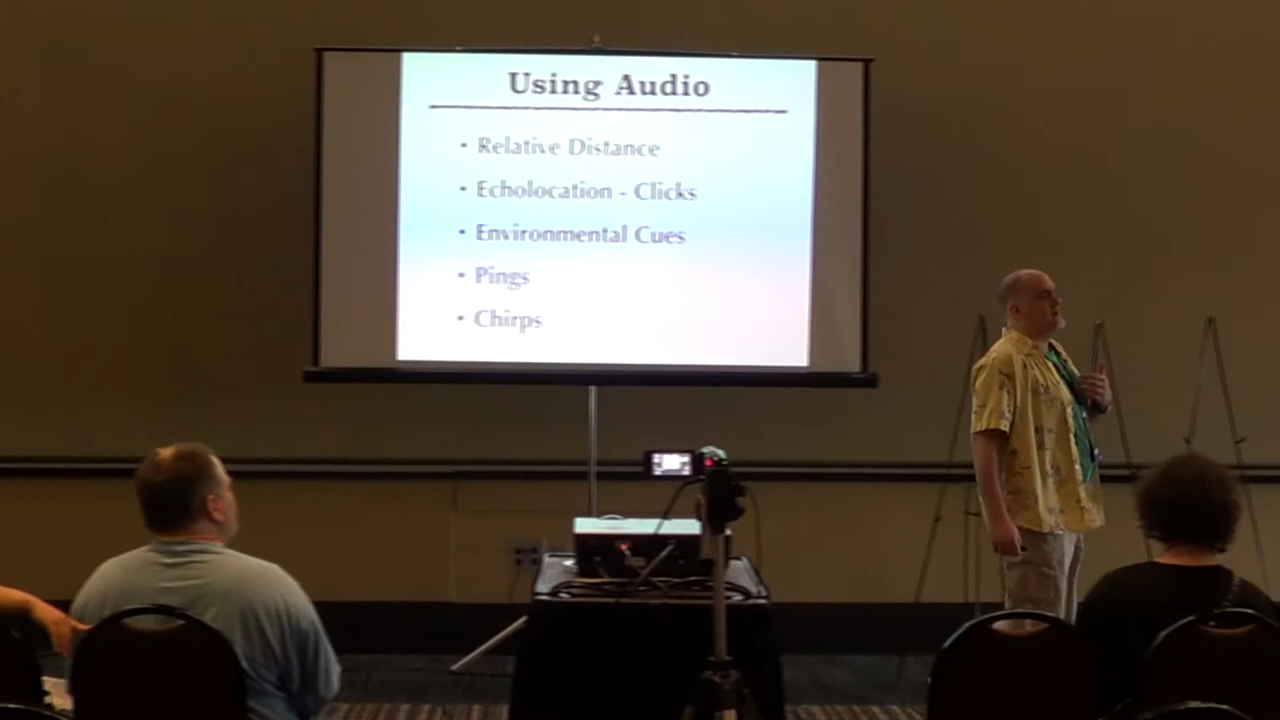 Using Audio
• Relative Distance
• Echolocation - Clicks
• Environmental Cues
• Pings
• Chirps